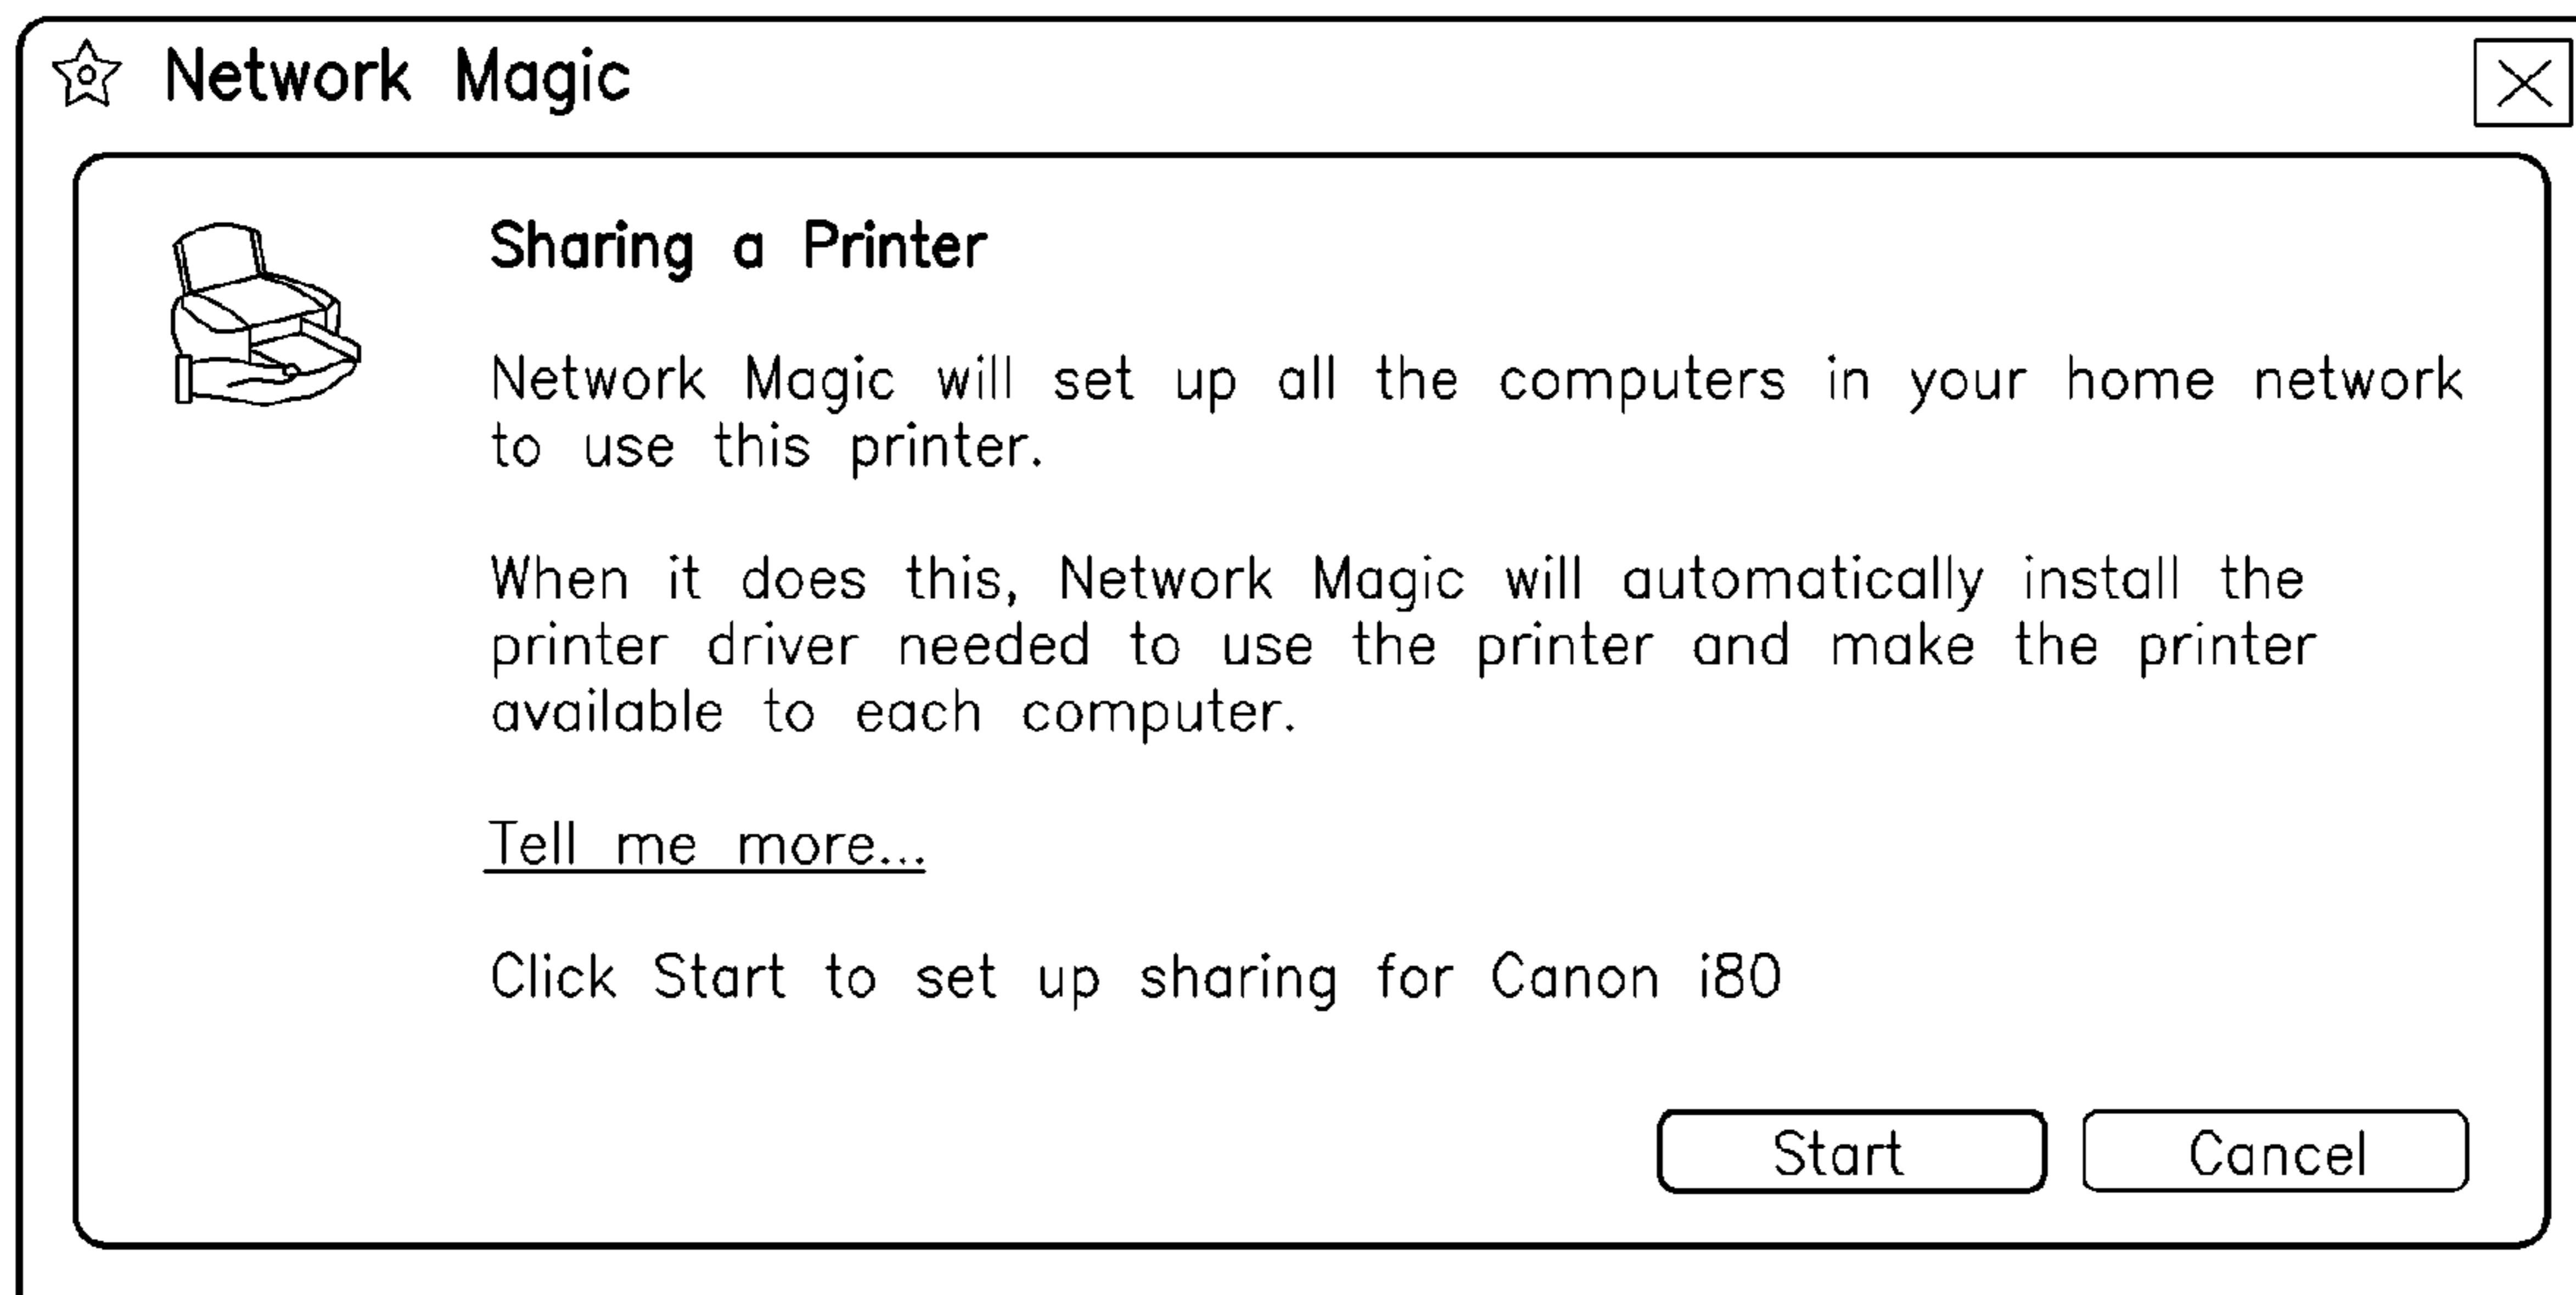 Network Magic
Sharing a Printer
Network Magic will set up all the computers in your home network
to use this printer.
When it does this, Network Magic will automatically install the
printer driver needed to use the printer and make the printer
available to each computer.
Tell me more...
Click Start to set up sharing for Canon i80
Start Cancel